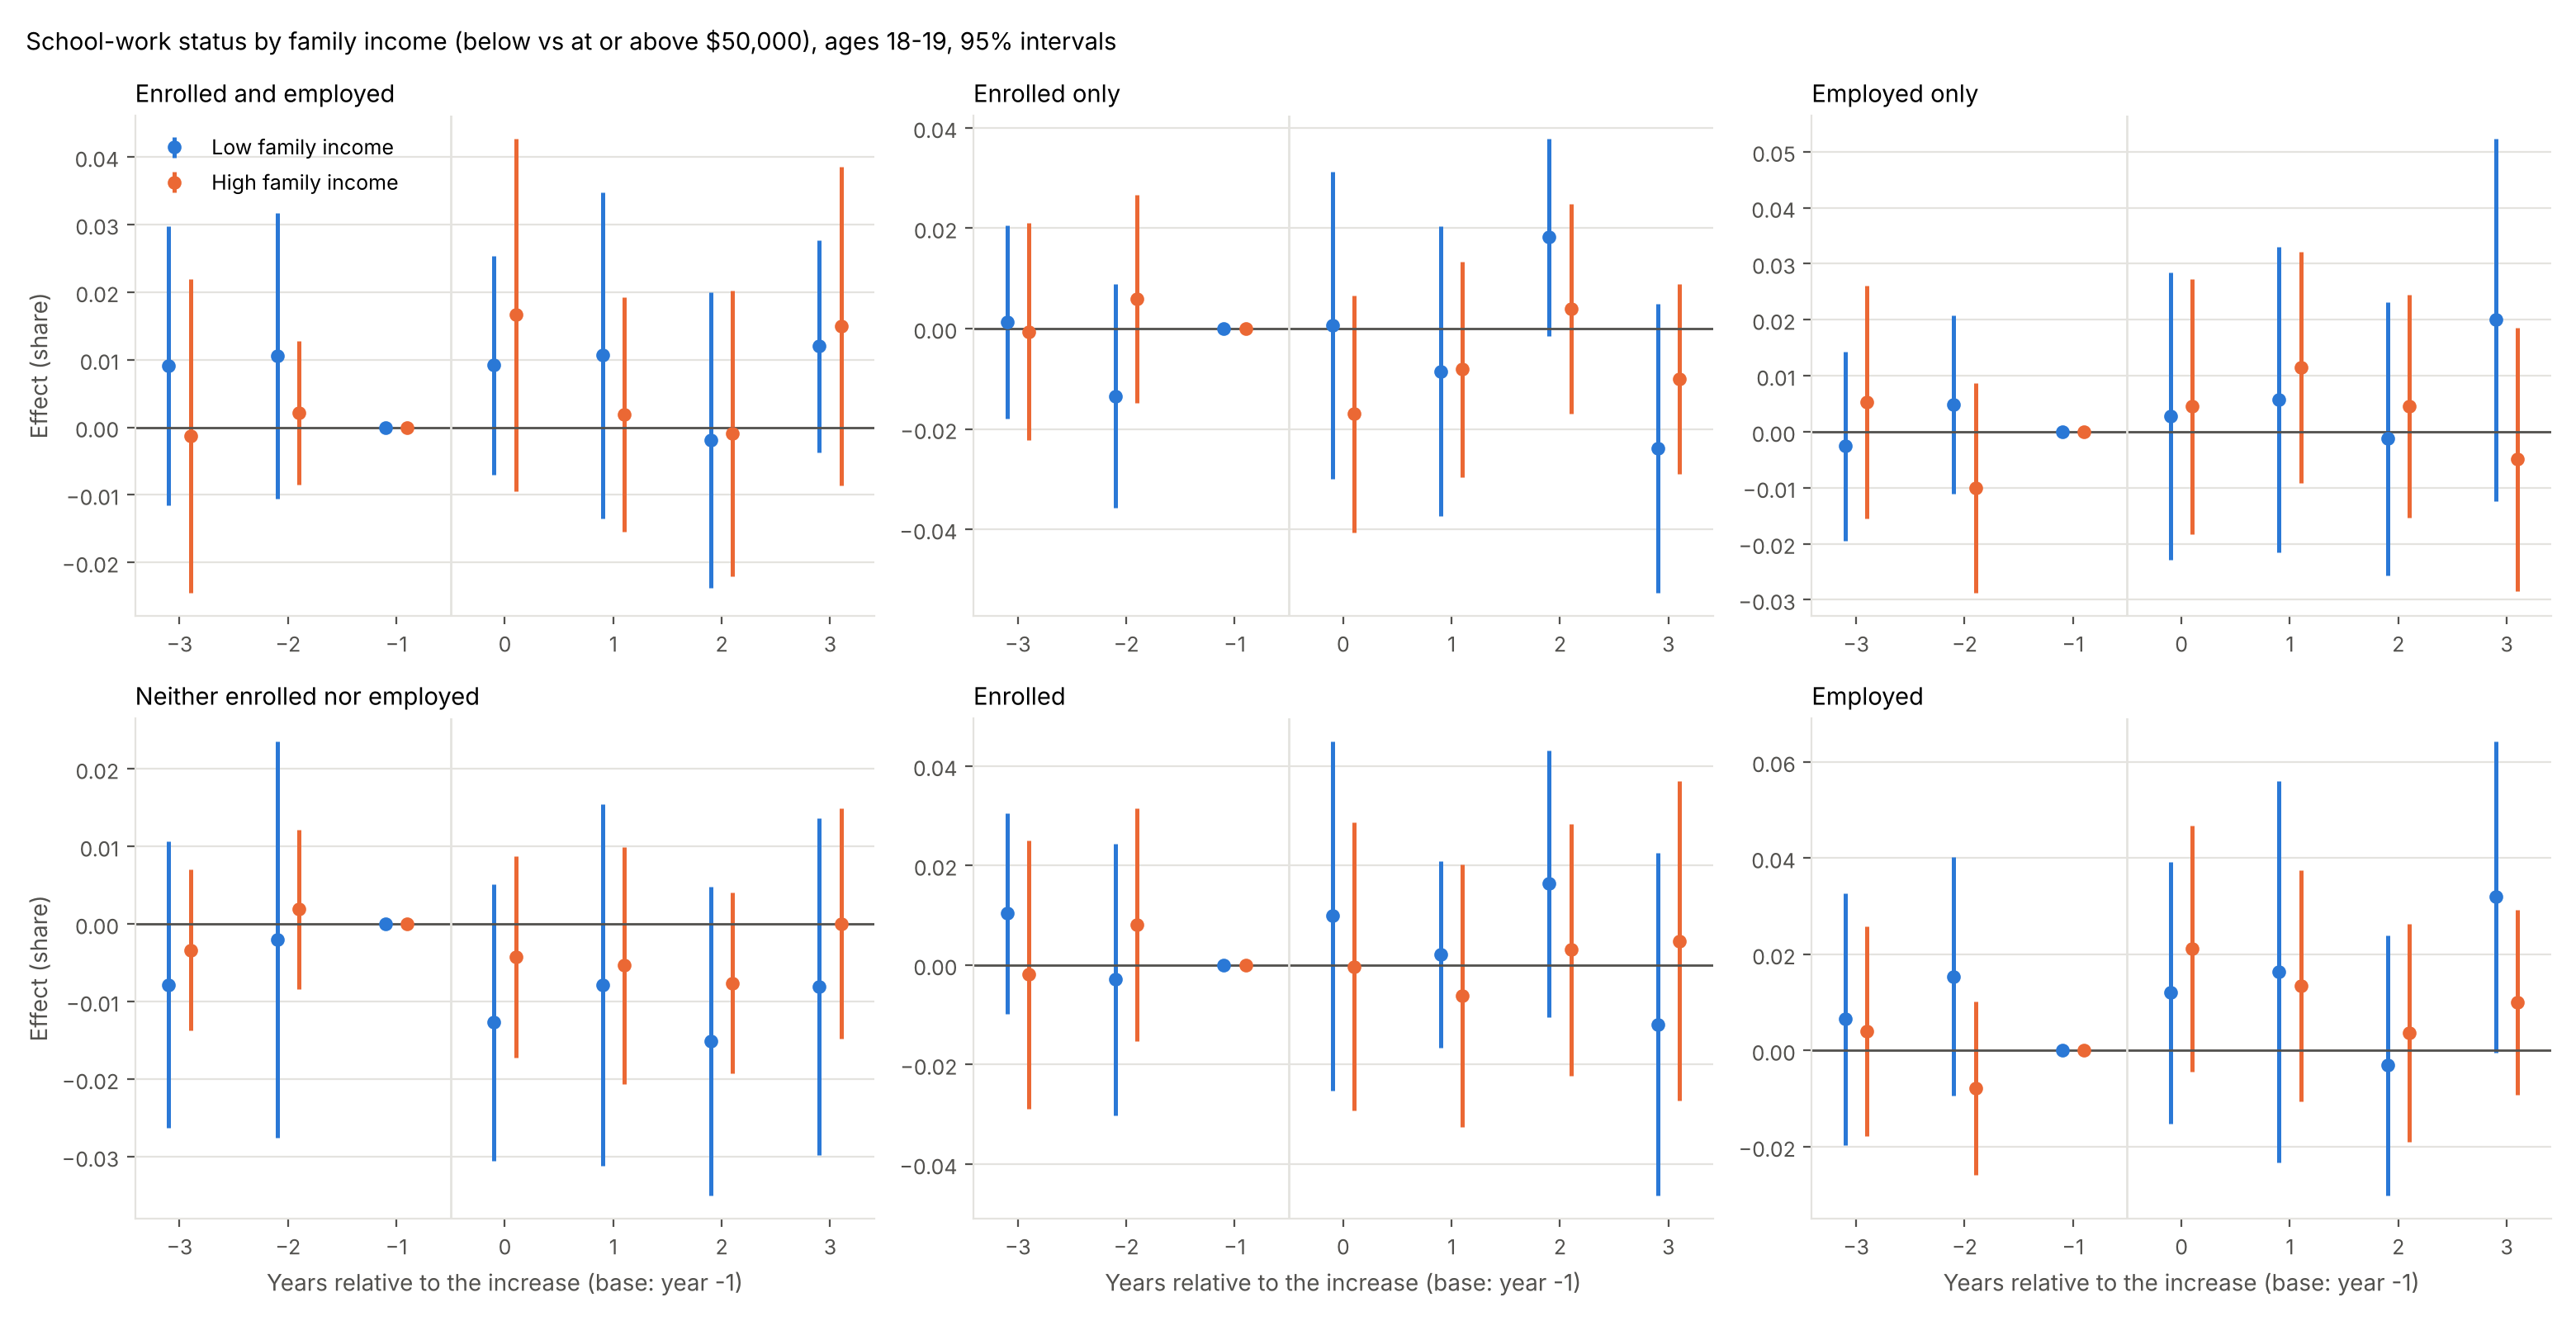 School-work status by family income (below vs at or above $50,000), ages 18-19, 95% intervals
Enrolled and employed
Low family income
High family income
Effect (share)
0.04
0.03
0.02
0.01
0.00
−0.01
−0.02
−3 −2 −1 0 1 2 3
Enrolled only
0.04
0.02
0.00
−0.02
−0.04
−3 −2 −1 0 1 2 3
Employed only
0.05
0.04
0.03
0.02
0.01
0.00
−0.01
−0.02
−0.03
−3 −2 −1 0 1 2 3
Neither enrolled nor employed
Effect (share)
0.02
0.01
0.00
−0.01
−0.02
−0.03
−3 −2 −1 0 1 2 3
Years relative to the increase (base: year -1)
Enrolled
0.04
0.02
0.00
−0.02
−0.04
−3 −2 −1 0 1 2 3
Years relative to the increase (base: year -1)
Employed
0.06
0.04
0.02
0.00
−0.02
−3 −2 −1 0 1 2 3
Years relative to the increase (base: year -1)